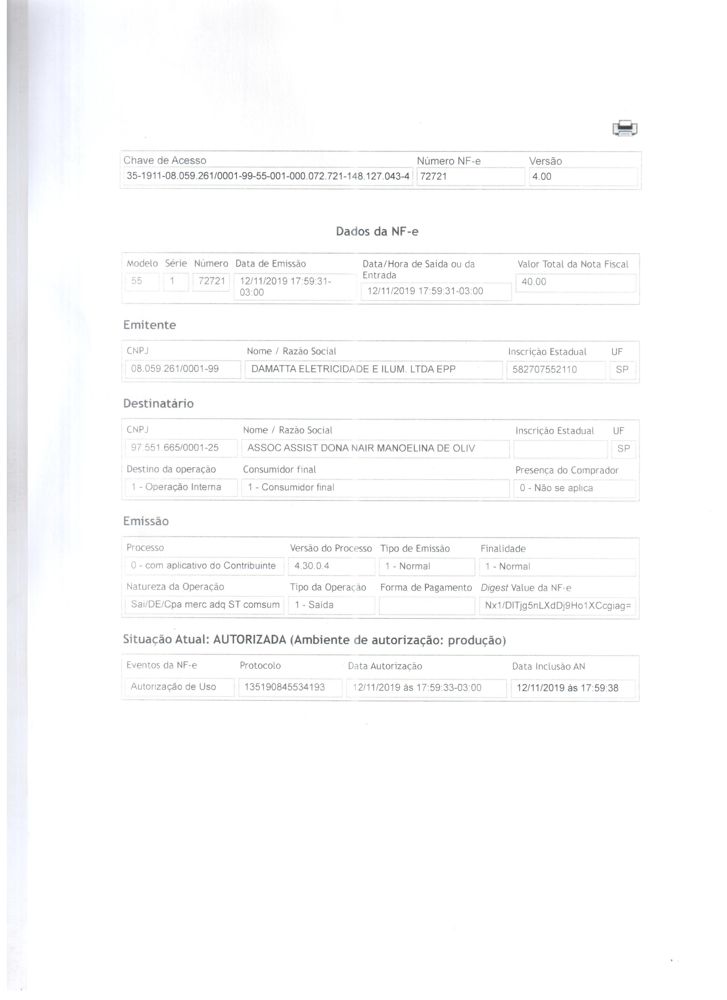 Chave de Acesso Número NF-e Versão
35-1911-08.059.261/0001-99-55-001-000.072.721-148.127.043-4 72721 4.00
Dados da NF-e
Modelo Série Número Data de Emissão Data/Hora de Saída ou da Entrada Valor Total da Nota Fiscal
55 1 72721 12/11/2019 17:59:31-03:00 12/11/2019 17:59:31-03:00 40,00
Emitente
CNPJ Nome / Razão Social Inscrição Estadual UF
08.059.261/0001-99 DAMATTA ELETRICIDADE E ILUM. LTDA EPP 582707552110 SP
Destinatário
CNPJ Nome / Razão Social Inscrição Estadual UF
97.551.665/0001-25 ASSOC ASSIST DONA NAIR MANOELINA DE OLIV SP
Destino da operação Consumidor final Presença do Comprador
1 - Operação Interna 1 - Consumidor final 0 - Não se aplica
Emissão
Processo Versão do Processo Tipo de Emissão Finalidade
0 - com aplicativo do Contribuinte 4.30.0.4 1 - Normal 1 - Normal
Natureza da Operação Tipo da Operação Forma de Pagamento Digest Value da NF-e
Sai/DE/Cpa merc adq ST comsum 1 - Saída Nx1/DITjg5nLXdDj9Ho1XCcgiag=
Situação Atual: AUTORIZADA (Ambiente de autorização: produção)
Eventos da NF-e Protocolo Data Autorização Data Inclusão AN
Autorização de Uso 135190845534193 12/11/2019 às 17:59:33-03:00 12/11/2019 às 17:59:38